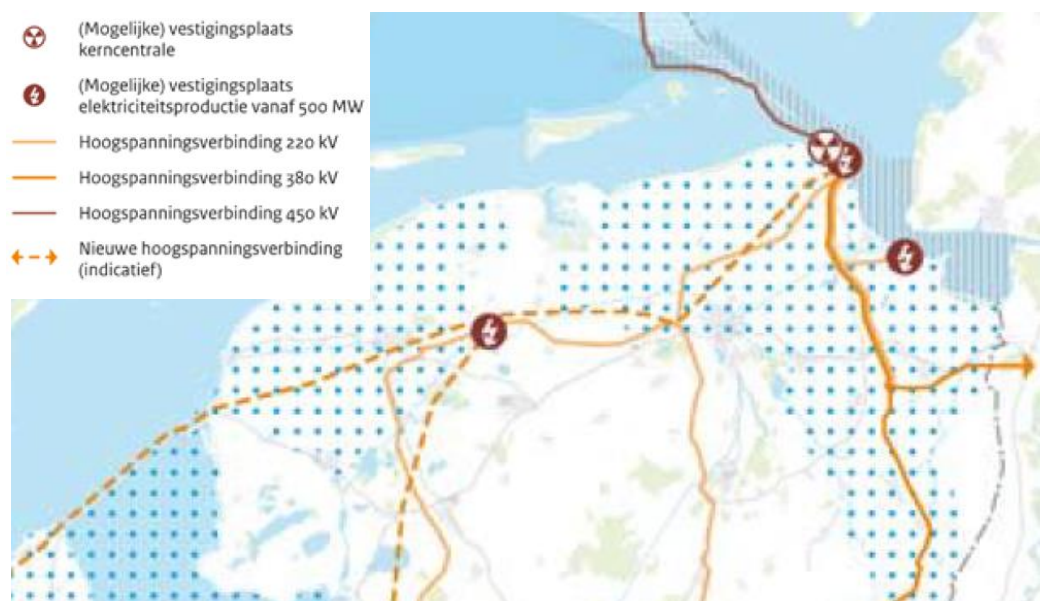 (Mogelijke) vestigingsplaats
kerncentrale
(Mogelijke) vestigingsplaats
elektriciteitsproductie vanaf 500 MW
Hoogspanningsverbinding 220 kV
Hoogspanningsverbinding 380 kV
Hoogspanningsverbinding 450 kV
Nieuwe hoogspanningsverbinding
(indicatief)